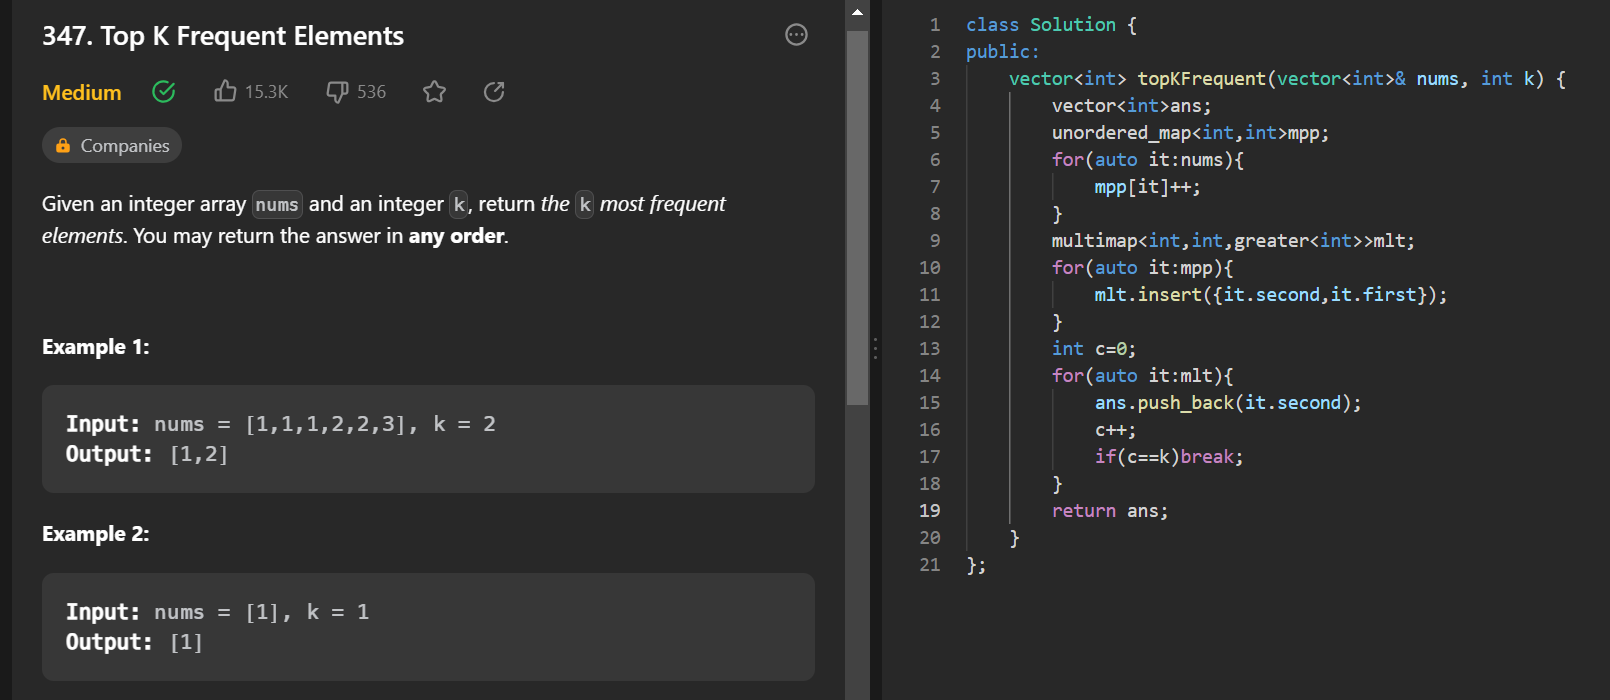 347. Top K Frequent Elements
Medium 15.3K 536
Companies
Given an integer array nums and an integer k, return the k most frequent
elements. You may return the answer in any order.
Example 1:
Input: nums = [1,1,1,2,2,3], k = 2
Output: [1,2]
Example 2:
Input: nums = [1], k = 1
Output: [1]
1 class Solution {
2 public:
3     vector<int> topKFrequent(vector<int>& nums, int k) {
4         vector<int>ans;
5         unordered_map<int,int>mpp;
6         for(auto it:nums){
7             mpp[it]++;
8         }
9         multimap<int,int,greater<int>>mlt;
10         for(auto it:mpp){
11             mlt.insert({it.second,it.first});
12         }
13         int c=0;
14         for(auto it:mlt){
15             ans.push_back(it.second);
16             c++;
17             if(c==k)break;
18         }
19         return ans;
20     }
21 };